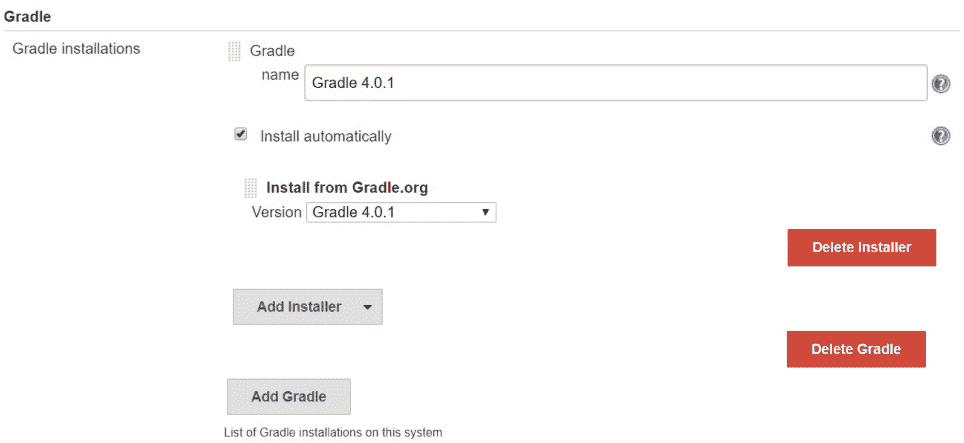 Gradle
Gradle installations
Gradle
name
Gradle 4.0.1
Install automatically
Install from Gradle.org
Version Gradle 4.0.1
Delete Installer
Add Installer
Delete Gradle
Add Gradle
List of Gradle installations on this system